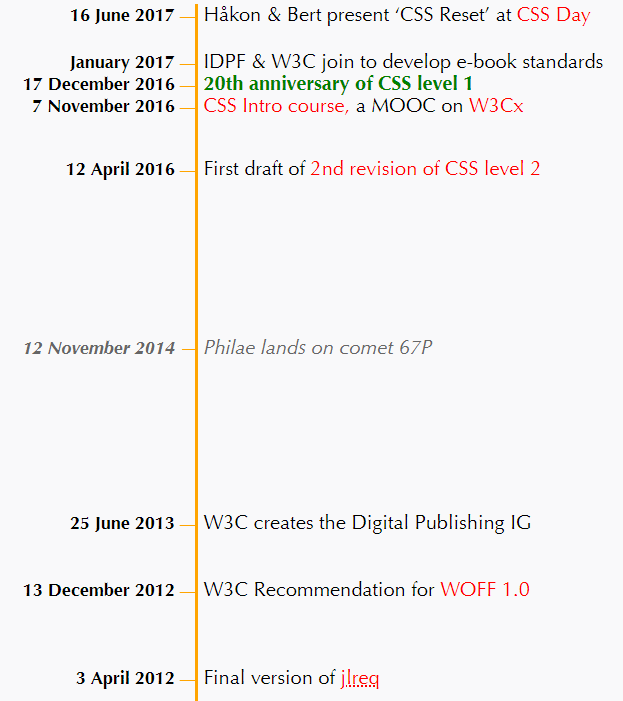 16 June 2017 Håkon & Bert present ‘CSS Reset’ at CSS Day
January 2017 IDPF & W3C join to develop e-book standards
17 December 2016 20th anniversary of CSS level 1
7 November 2016 CSS Intro course, a MOOC on W3Cx
12 April 2016 First draft of 2nd revision of CSS level 2
12 November 2014 Philae lands on comet 67P
25 June 2013 W3C creates the Digital Publishing IG
13 December 2012 W3C Recommendation for WOFF 1.0
3 April 2012 Final version of jlreq